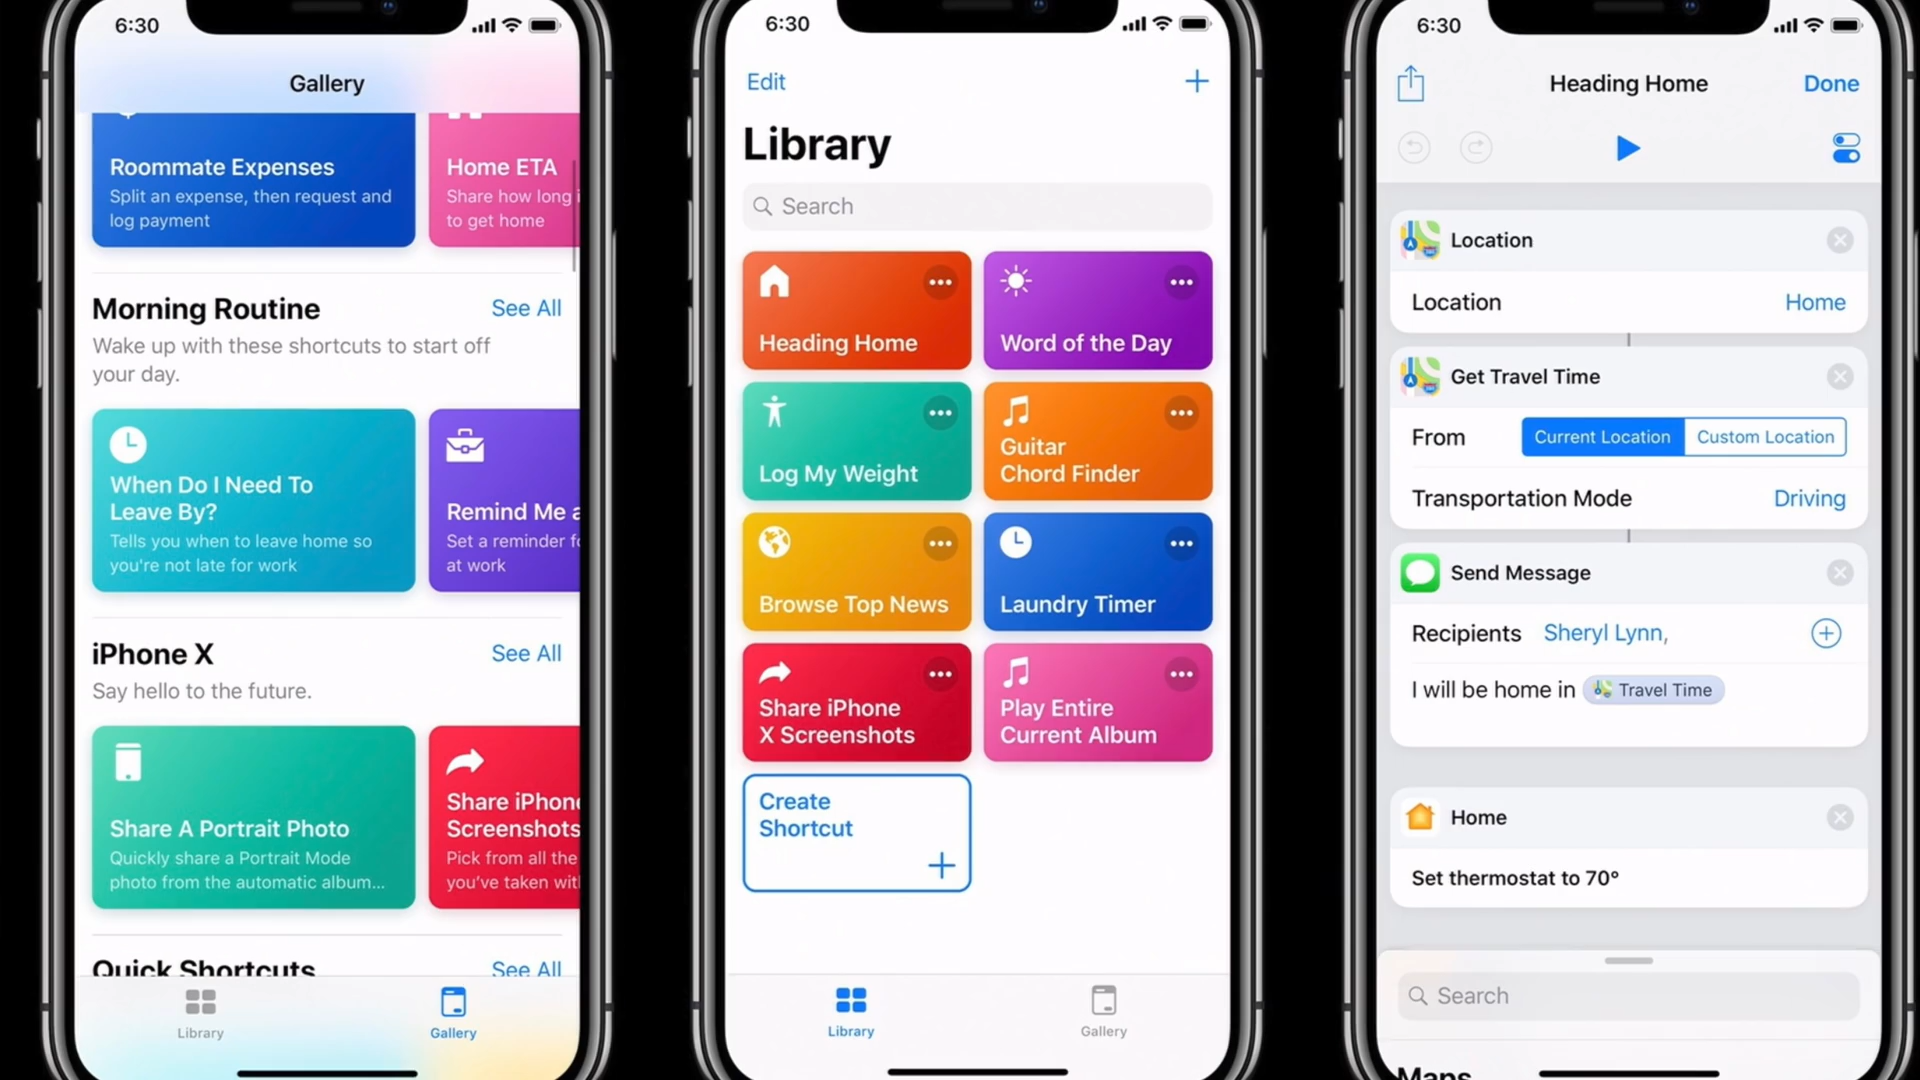 6:30
Gallery
Roommate Expenses
Split an expense, then request and
log payment
Home ETA
Share how long
to get home
Morning Routine
See All
Wake up with these shortcuts to start off
your day.
When Do I Need To
Leave By?
Tells you when to leave home so
you're not late for work
Remind Me
Set a reminder
at work
iPhone X
See All
Say hello to the future.
Share A Portrait Photo
Quickly share a Portrait Mode
photo from the automatic album...
Share iPhone
Screenshots
Pick from all the
you've taken
Quick Shortcuts
See All
Library
Gallery
6:30
Edit
Library
Search
Heading Home
Word of the Day
Log My Weight
Guitar
Chord Finder
Browse Top News
Laundry Timer
Share iPhone
X Screenshots
Play Entire
Current Album
Create
Shortcut
Library
Gallery
6:30
Heading Home
Done
Location
Location
Home
Get Travel Time
From
Current Location
Custom Location
Transportation Mode
Driving
Send Message
Recipients
Sheryl Lynn,
I will be home in Travel Time
Home
Set thermostat to 70°
Search
Maps